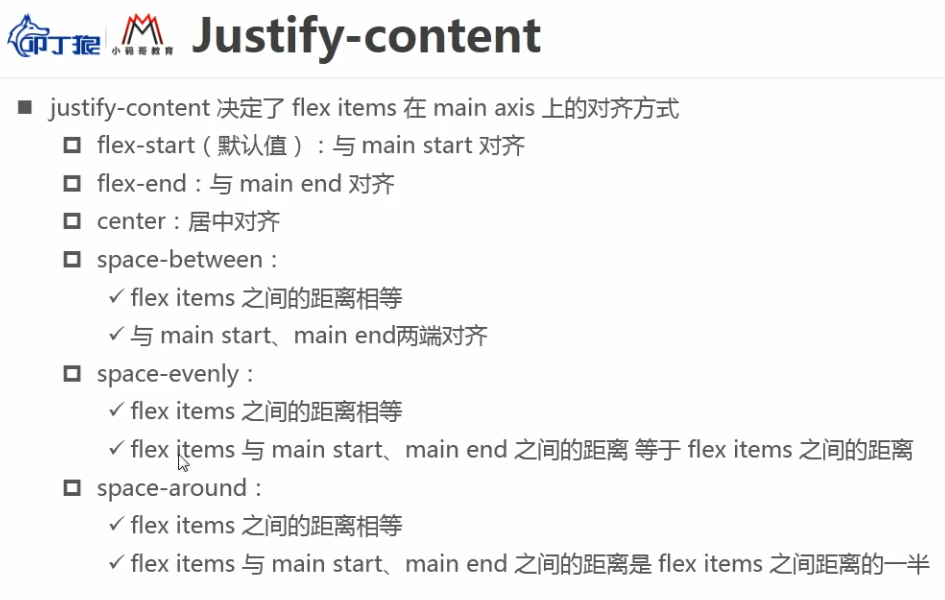 叩丁狼
小码哥教育
Justify-content
justify-content 决定了 flex items 在 main axis 上的对齐方式
flex-start（默认值）：与 main start 对齐
flex-end：与 main end 对齐
center：居中对齐
space-between：
flex items 之间的距离相等
与 main start、main end两端对齐
space-evenly：
flex items 之间的距离相等
flex items 与 main start、main end 之间的距离 等于 flex items 之间的距离
space-around：
flex items 之间的距离相等
flex items 与 main start、main end 之间的距离是 flex items 之间距离的一半